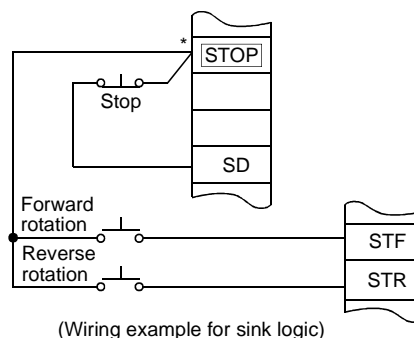 *
STOP
Stop
SD
Forward
rotation
STF
Reverse
rotation
STR
(Wiring example for sink logic)